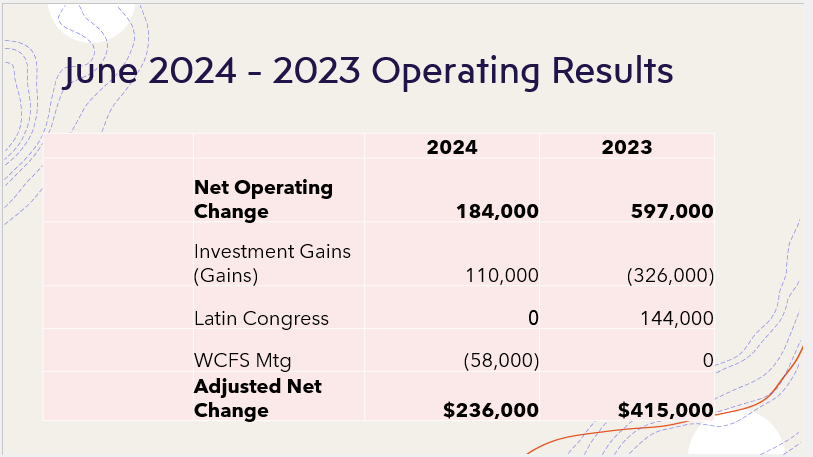 June 2024 – 2023 Operating Results
2024 2023
Net Operating
Change 184,000 597,000
Investment Gains
(Gains) 110,000 (326,000)
Latin Congress 0 144,000
WCFS Mtg (58,000) 0
Adjusted Net
Change $236,000 $415,000